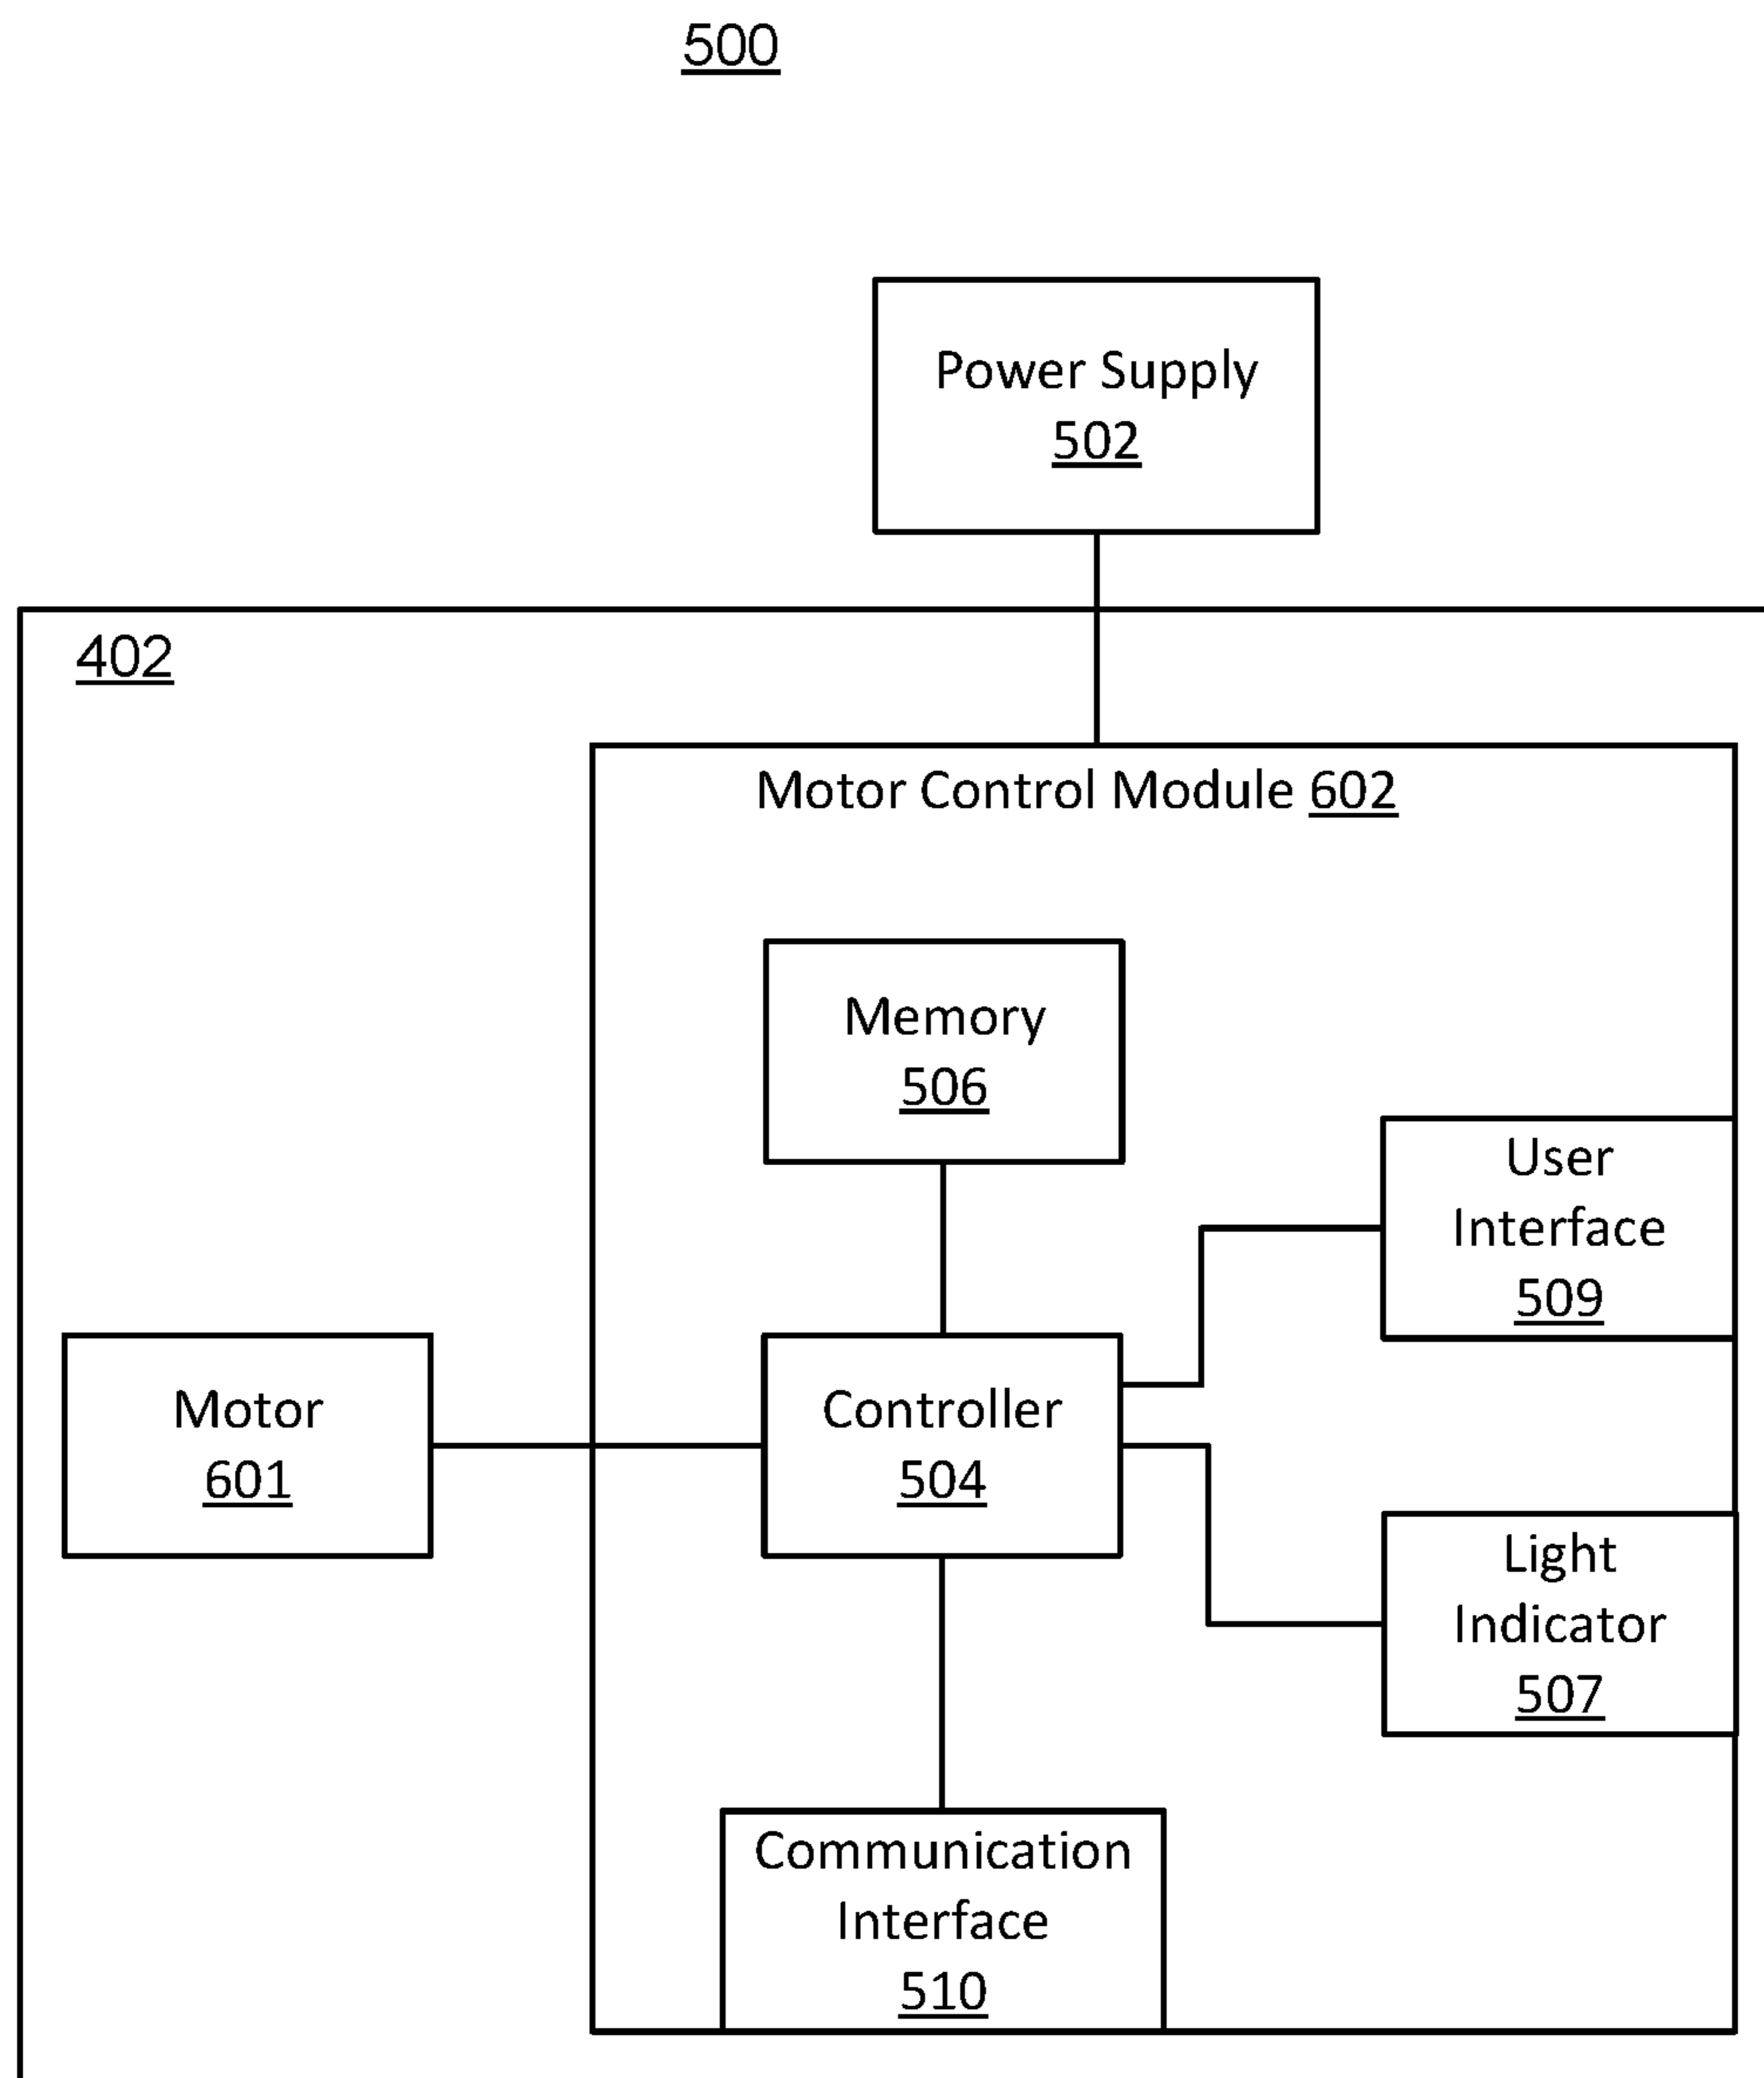 500
Power Supply
502
402
Motor Control Module 602
Memory
506
User
Interface
509
Motor
601
Controller
504
Light
Indicator
507
Communication
Interface
510